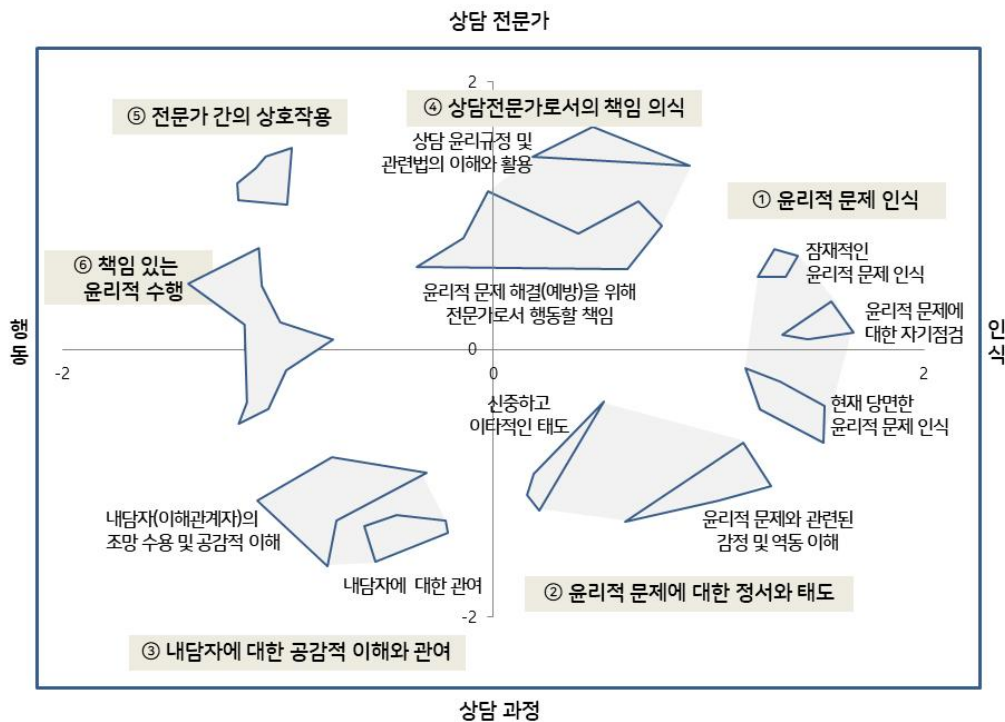 상담 전문가
2
⑤ 전문가 간의 상호작용
④ 상담전문가로서의 책임 의식
상담 윤리규정 및
관련법의 이해와 활용
① 윤리적 문제 인식
잠재적인
윤리적 문제 인식
⑥ 책임 있는
윤리적 수행
윤리적 문제 해결(예방)을 위해
전문가로서 행동할 책임
윤리적 문제에
대한 자기점검
행동
인식
0
-2
0
2
신중하고
이타적인 태도
현재 당면한
윤리적 문제 인식
내담자(이해관계자)의
조망 수용 및 공감적 이해
윤리적 문제와 관련된
감정 및 역동 이해
내담자에 대한 관여
② 윤리적 문제에 대한 정서와 태도
-2
③ 내담자에 대한 공감적 이해와 관여
상담 과정